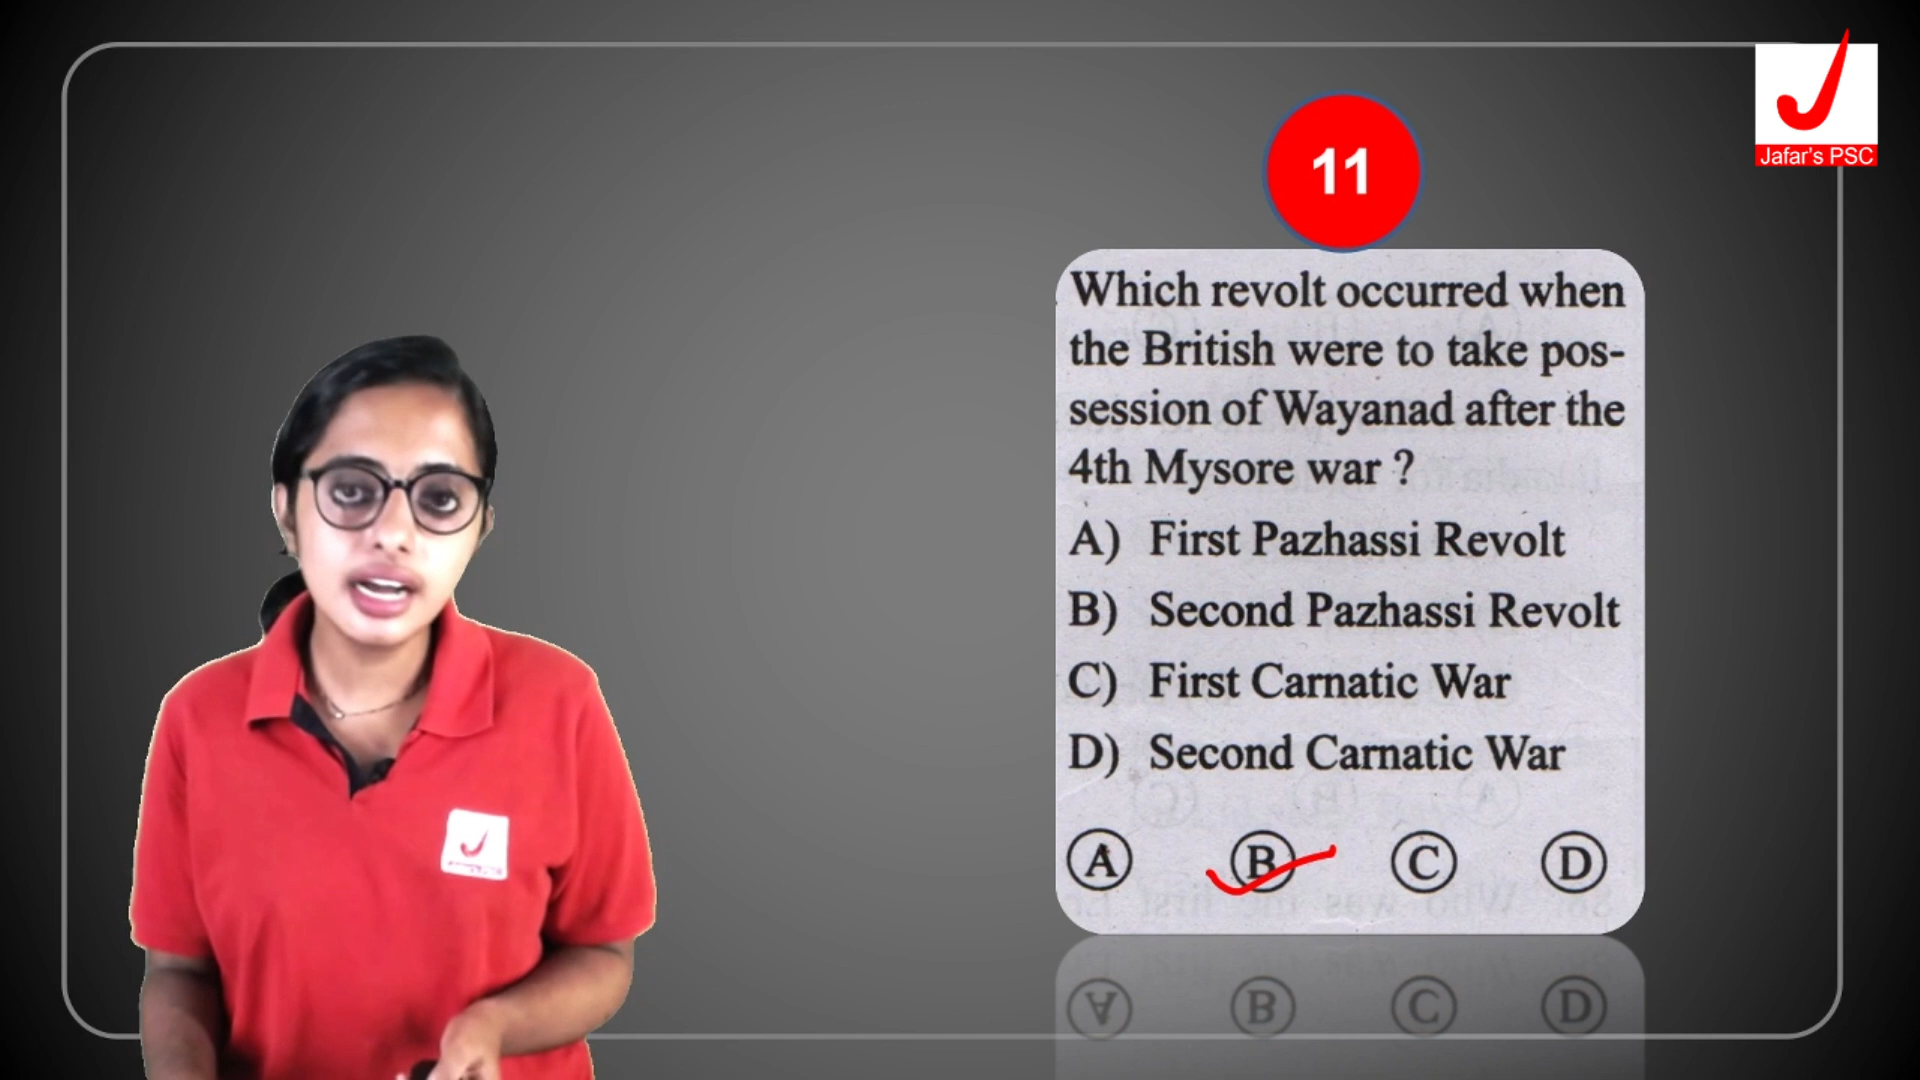 Jafar's PSC
11
Which revolt occurred when
the British were to take pos-
session of Wayanad after the
4th Mysore war ?
A) First Pazhassi Revolt
B) Second Pazhassi Revolt
C) First Carnatic War
D) Second Carnatic War
A B C D